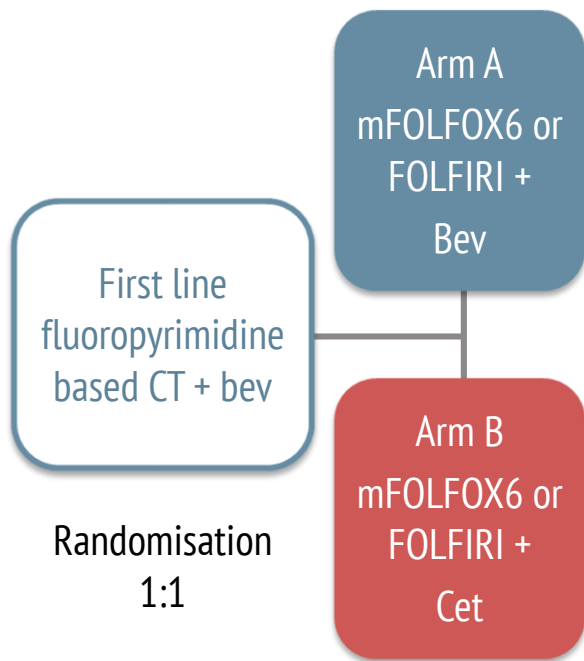 Arm A
mFOLFOX6 or
FOLFIRI +
Bev
First line
fluoropyrimidine
based CT + bev
Arm B
mFOLFOX6 or
FOLFIRI +
Cet
Randomisation
1:1